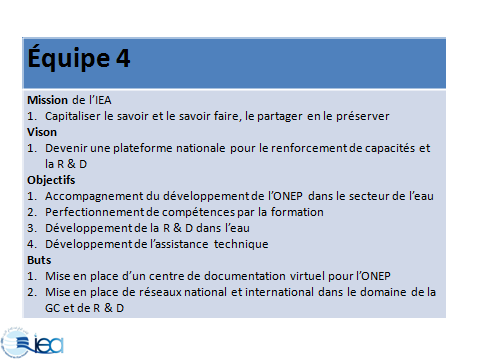 Équipe 4
Mission de l'IEA
1. Capitaliser le savoir et le savoir faire, le partager en le préserver
Vison
1. Devenir une plateforme nationale pour le renforcement de capacités et
la R & D
Objectifs
1. Accompagnement du développement de l'ONEP dans le secteur de l'eau
2. Perfectionnement de compétences par la formation
3. Développement de la R & D dans l'eau
4. Développement de l'assistance technique
Buts
1. Mise en place d'un centre de documentation virtuel pour l'ONEP
2. Mise en place de réseaux national et international dans le domaine de la
GC et de R & D
iea